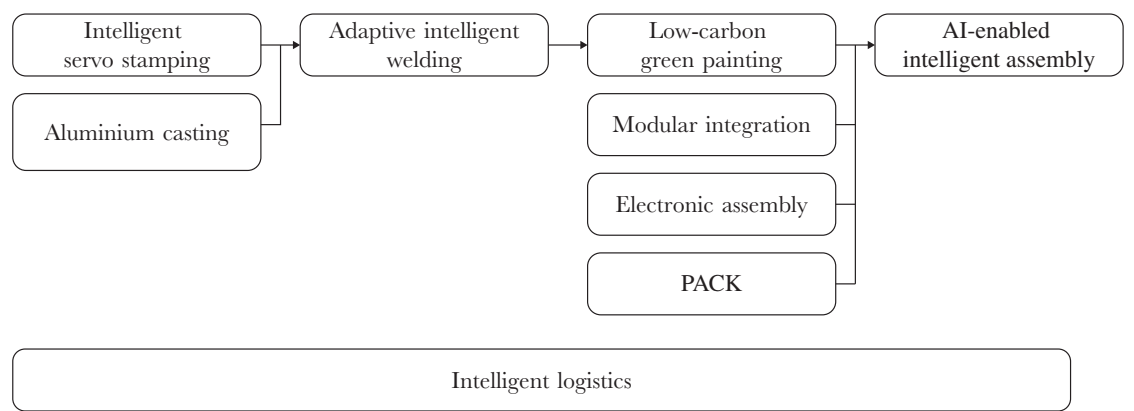 Intelligent
servo stamping
Adaptive intelligent
welding
Low-carbon
green painting
AI-enabled
intelligent assembly
Aluminium casting
Modular integration
Electronic assembly
PACK
Intelligent logistics